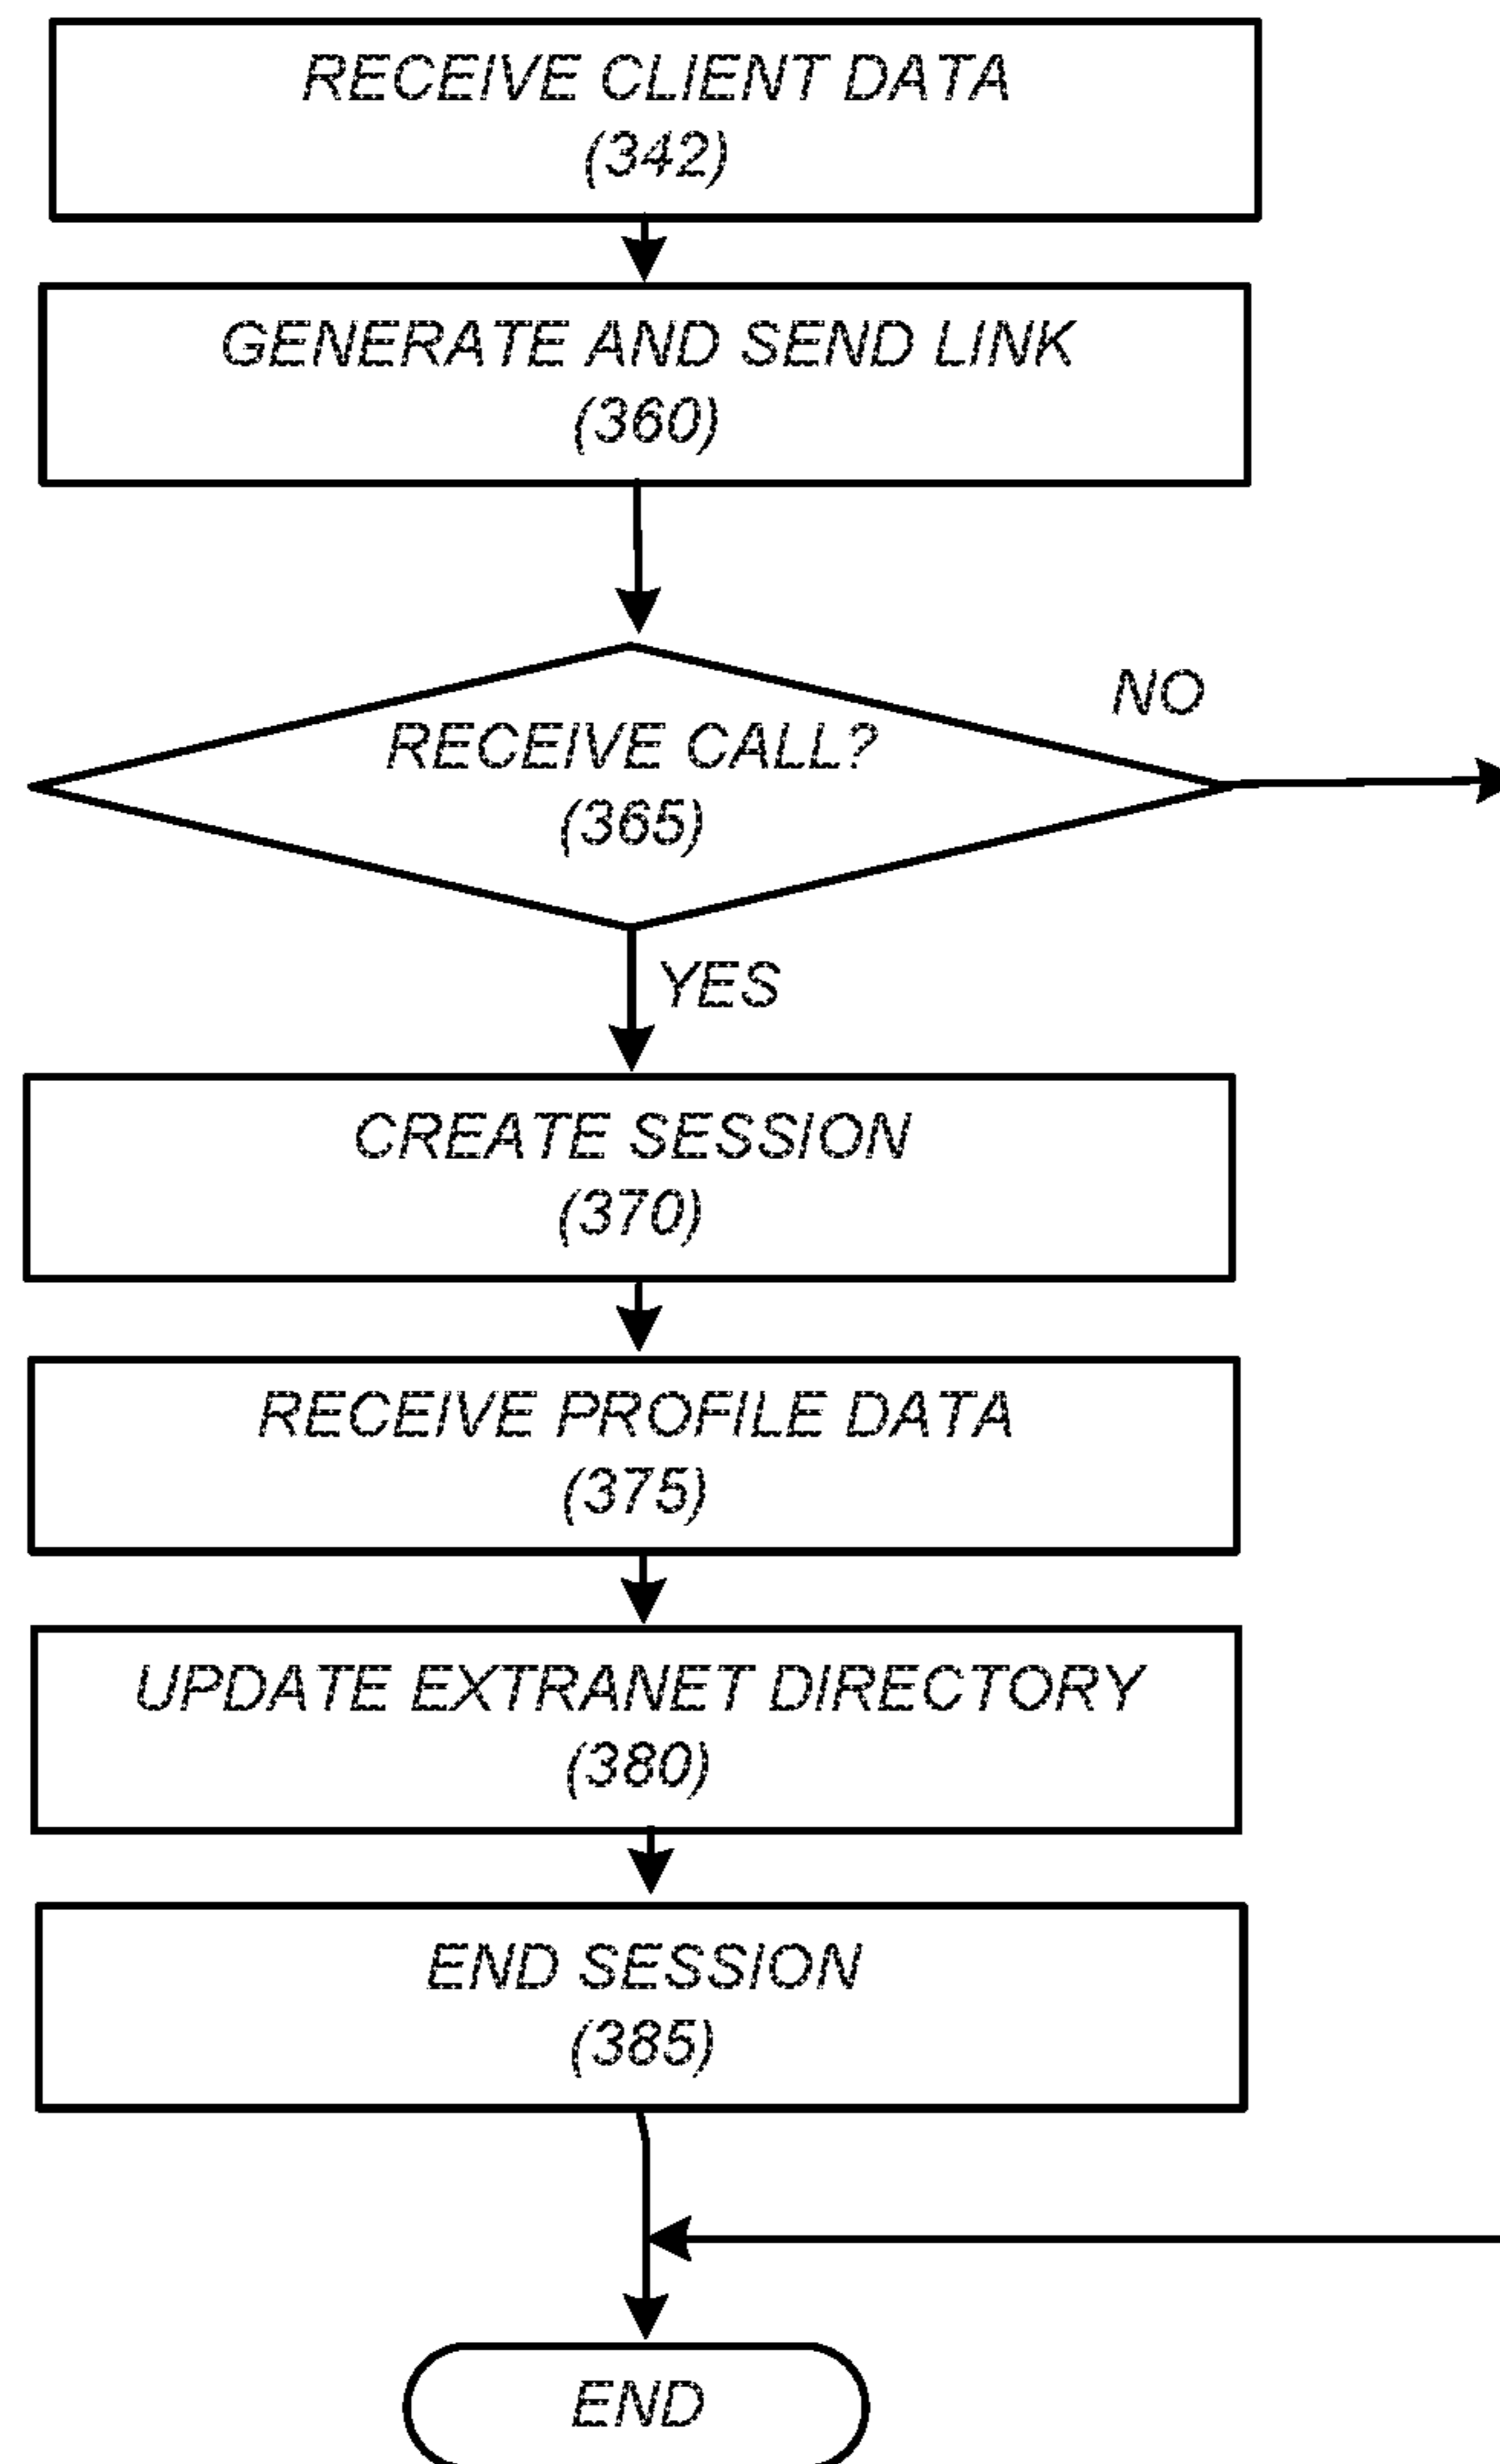 RECEIVE CLIENT DATA
(342)
GENERATE AND SEND LINK
(360)
NO
RECEIVE CALL?
(365)
YES
CREATE SESSION
(370)
RECEIVE PROFILE DATA
(375)
UPDATE EXTRANET DIRECTORY
(380)
END SESSION
(385)
END